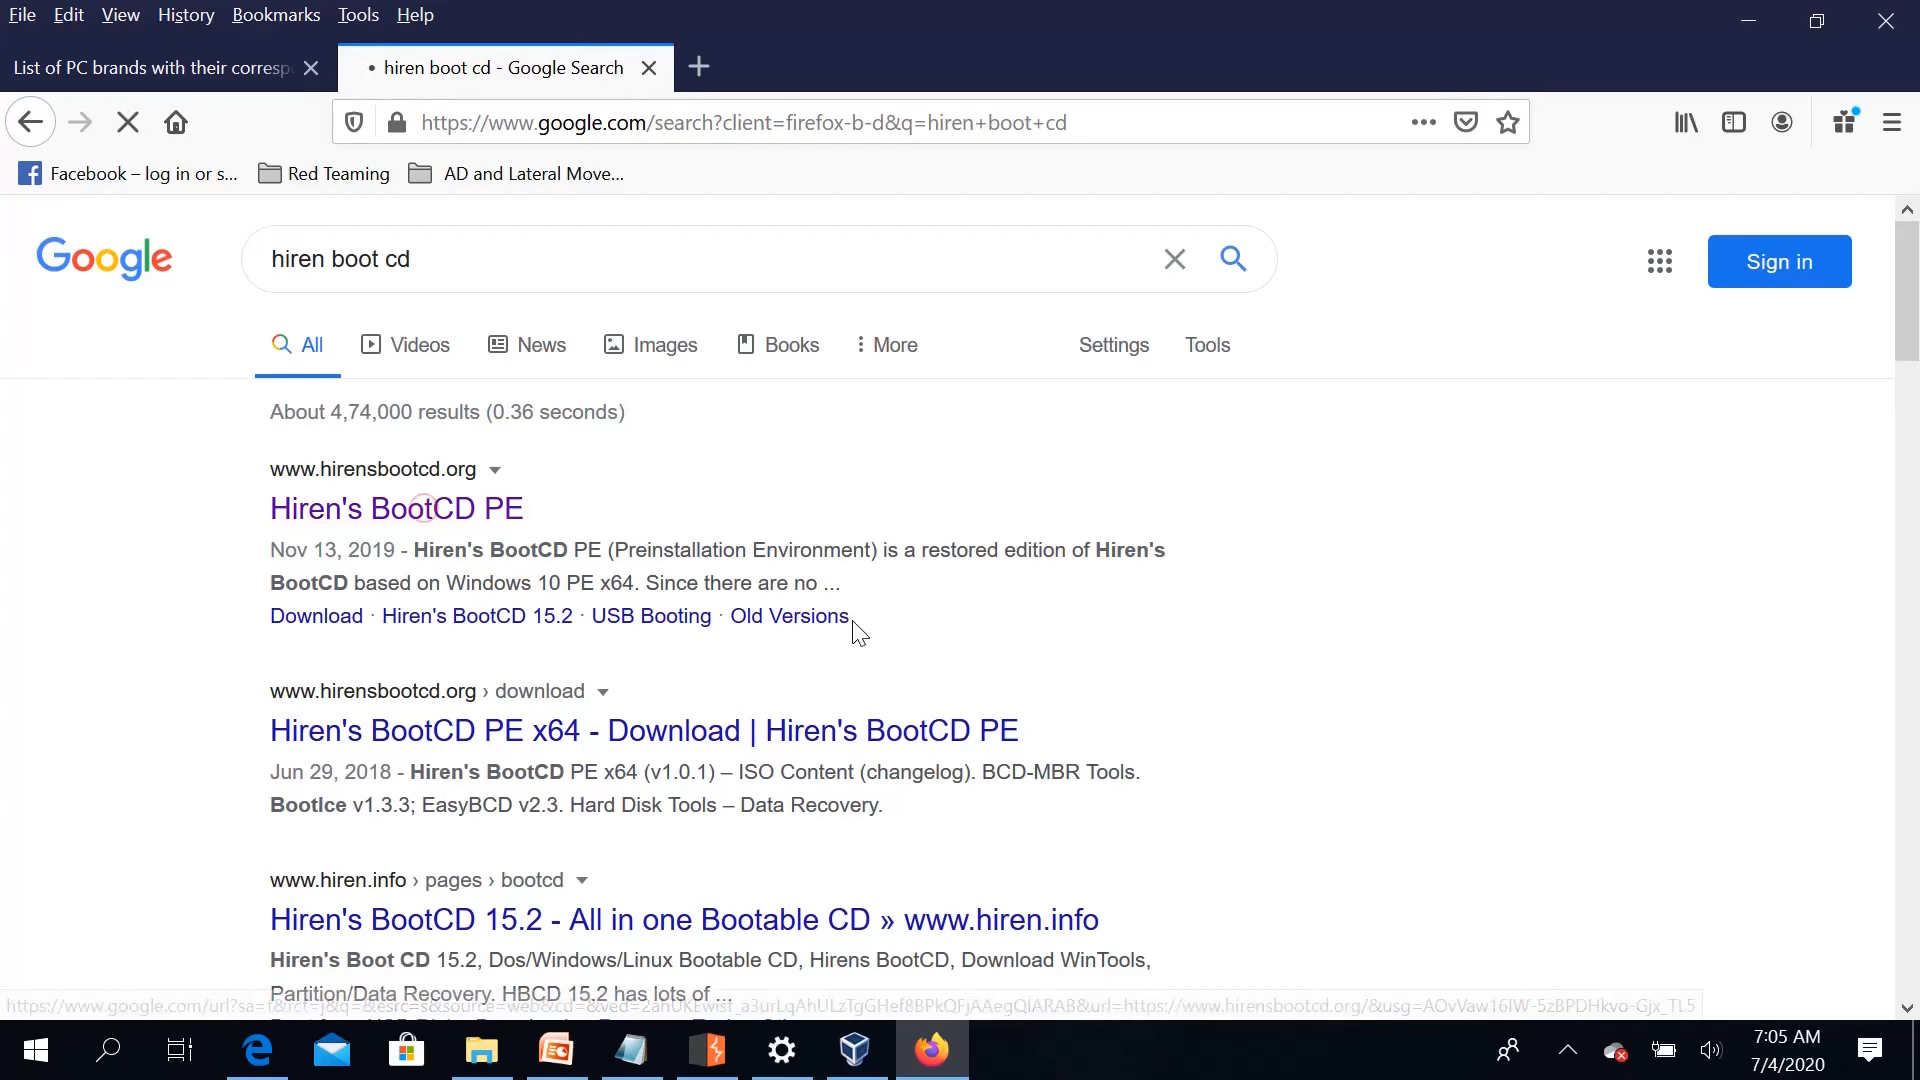 File Edit View History Bookmarks Tools Help
List of PC brands with their corresp
• hiren boot cd - Google Search
https://www.google.com/search?client=firefox-b-d&q=hiren+boot+cd
Facebook – log in or s... Red Teaming AD and Lateral Move...
Google
hiren boot cd
Sign in
All Videos News Images Books More Settings Tools
About 4,74,000 results (0.36 seconds)
www.hirensbootcd.org
Hiren's BootCD PE
Nov 13, 2019 - Hiren's BootCD PE (Preinstallation Environment) is a restored edition of Hiren's
BootCD based on Windows 10 PE x64. Since there are no ...
Download · Hiren's BootCD 15.2 · USB Booting · Old Versions
www.hirensbootcd.org › download
Hiren's BootCD PE x64 - Download | Hiren's BootCD PE
Jun 29, 2018 - Hiren's BootCD PE x64 (v1.0.1) – ISO Content (changelog). BCD-MBR Tools.
BootIce v1.3.3; EasyBCD v2.3. Hard Disk Tools – Data Recovery.
www.hiren.info › pages › bootcd
Hiren's BootCD 15.2 - All in one Bootable CD » www.hiren.info
Hiren's Boot CD 15.2, Dos/Windows/Linux Bootable CD, Hirens BootCD, Download WinTools,
Partition/Data Recovery. HBCD 15.2 has lots of ...
7:05 AM
7/4/2020